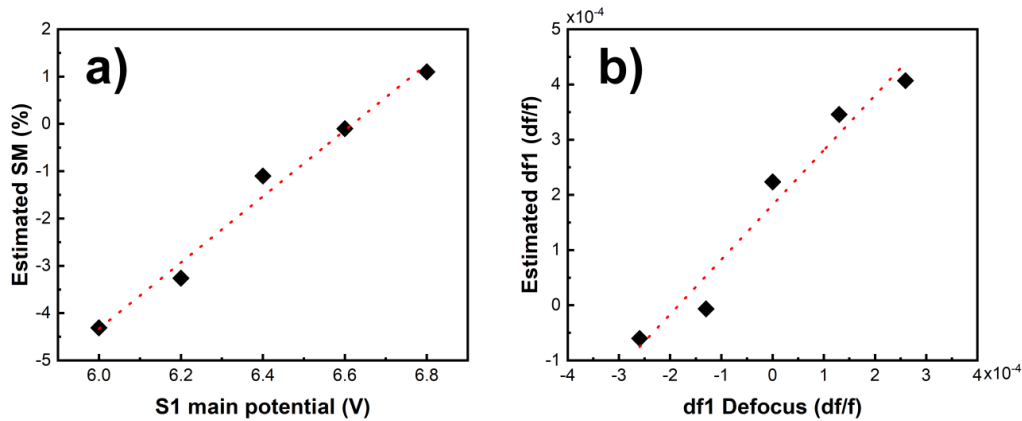 a)
Estimated SM (%)
2
1
0
-1
-2
-3
-4
-5
6.0 6.2 6.4 6.6 6.8
S1 main potential (V)
b)
Estimated df1 (df/f)
x10⁻⁴
5
4
3
2
1
0
-1
-4 -3 -2 -1 0 1 2 3 4 x10⁻⁴
df1 Defocus (df/f)